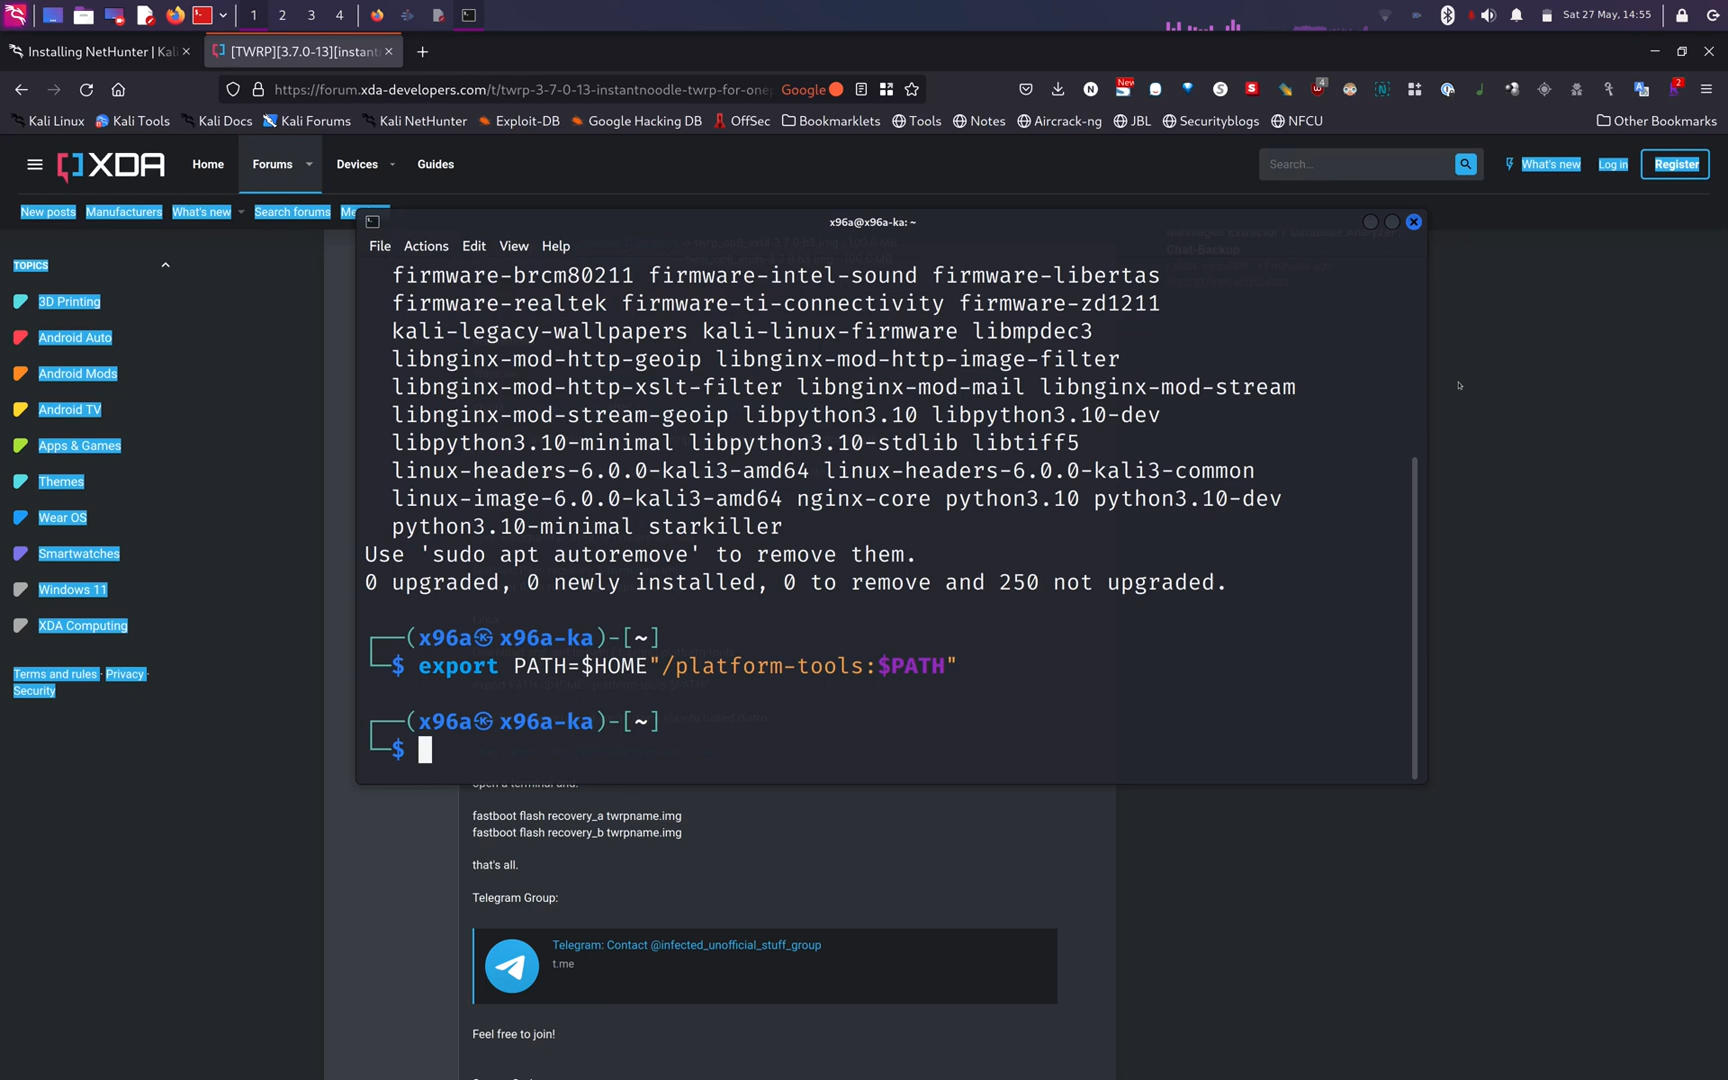 1
2
3
4
Sat 27 May, 14:55
Installing NetHunter | Kali
[TWRP][3.7.0-13][instant
https://forum.xda-developers.com/t/twrp-3-7-0-13-instantnoodle-twrp-for-one
Google
New
4
2
Kali Linux
Kali Tools
Kali Docs
Kali Forums
Kali NetHunter
Exploit-DB
Google Hacking DB
OffSec
Bookmarklets
Tools
Notes
Aircrack-ng
JBL
Securityblogs
NFCU
Other Bookmarks
XDA
Home
Forums
Devices
Guides
Search...
What's new
Log in
Register
New posts
Manufacturers
What's new
Search forums
TOPICS
3D Printing
Android Auto
Android Mods
Android TV
Apps & Games
Themes
Wear OS
Smartwatches
Windows 11
XDA Computing
Terms and rules
Privacy
Security
x96a@x96a-ka: ~
File Actions Edit View Help
firmware-brcm80211 firmware-intel-sound firmware-libertas
firmware-realtek firmware-ti-connectivity firmware-zd1211
kali-legacy-wallpapers kali-linux-firmware libmpdec3
libnginx-mod-http-geoip libnginx-mod-http-image-filter
libnginx-mod-http-xslt-filter libnginx-mod-mail libnginx-mod-stream
libnginx-mod-stream-geoip libpython3.10 libpython3.10-dev
libpython3.10-minimal libpython3.10-stdlib libtiff5
linux-headers-6.0.0-kali3-amd64 linux-headers-6.0.0-kali3-common
linux-image-6.0.0-kali3-amd64 nginx-core python3.10 python3.10-dev
python3.10-minimal starkiller
Use 'sudo apt autoremove' to remove them.
0 upgraded, 0 newly installed, 0 to remove and 250 not upgraded.
┌──(x96a㉿x96a-ka)-[~]
└─$ export PATH=$HOME"/platform-tools:$PATH"
┌──(x96a㉿x96a-ka)-[~]
└─$
open a terminal and:
fastboot flash recovery_a twrpname.img
fastboot flash recovery_b twrpname.img
that's all.
Telegram Group:
Telegram: Contact @infected_unofficial_stuff_group
t.me
Feel free to join!